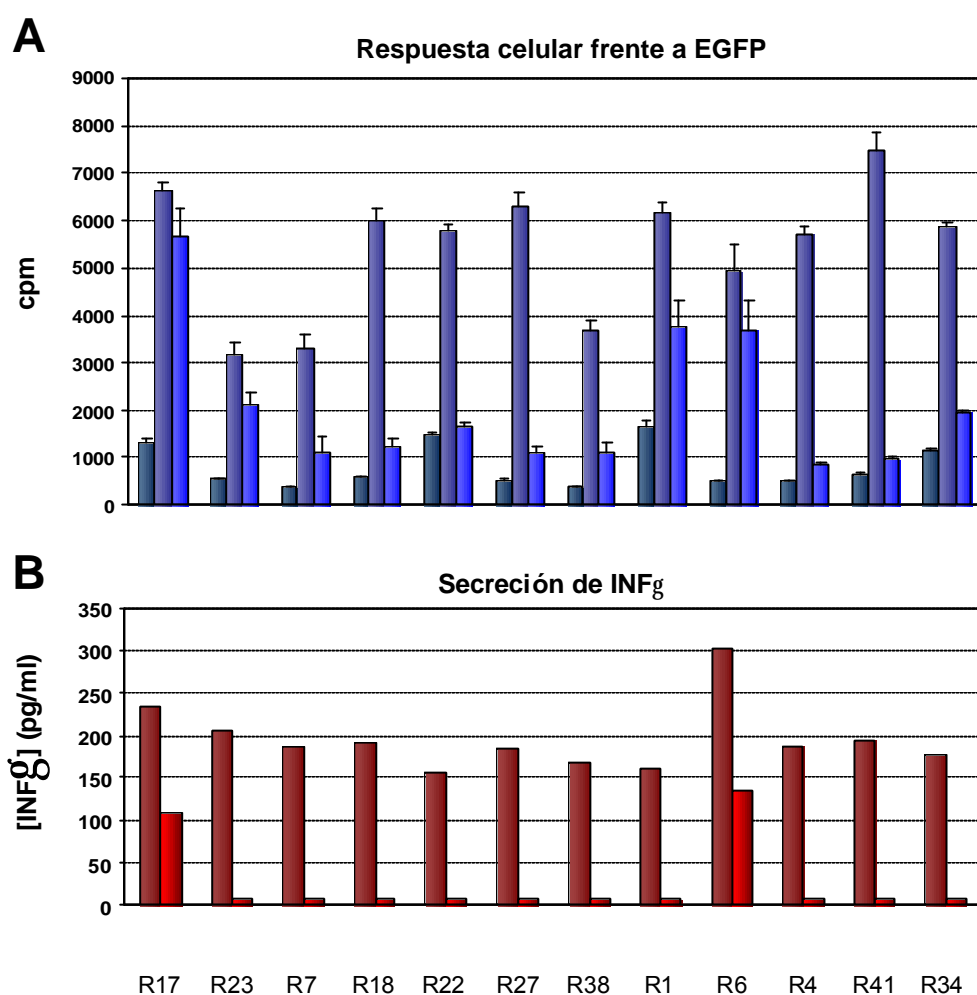 A
Respuesta celular frente a EGFP
9000
8000
7000
6000
5000
4000
3000
2000
1000
0
cpm
B
Secreción de INFg
350
300
250
200
150
100
50
0
[INFg] (pg/ml)
R17 R23 R7 R18 R22 R27 R38 R1 R6 R4 R41 R34